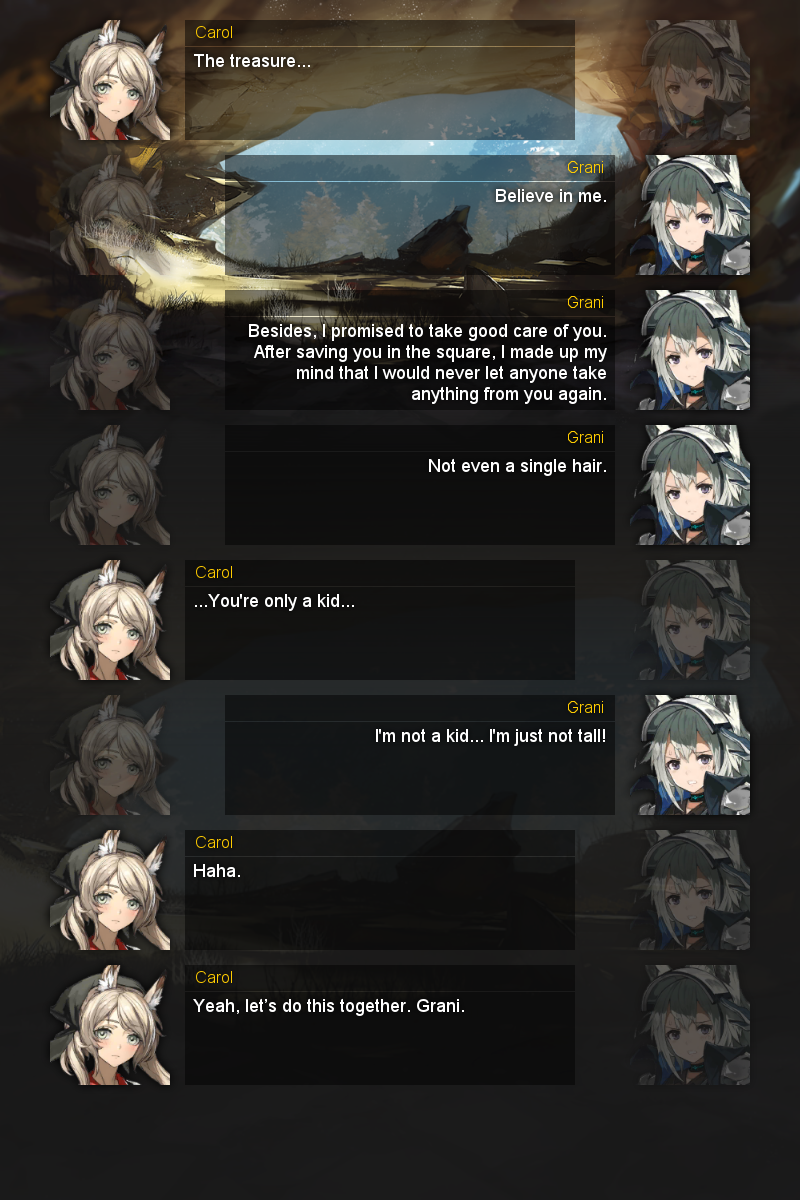 Carol
The treasure...
Grani
Believe in me.
Grani
Besides, I promised to take good care of you.
After saving you in the square, I made up my
mind that I would never let anyone take
anything from you again.
Grani
Not even a single hair.
Carol
...You're only a kid...
Grani
I'm not a kid... I'm just not tall!
Carol
Haha.
Carol
Yeah, let’s do this together. Grani.